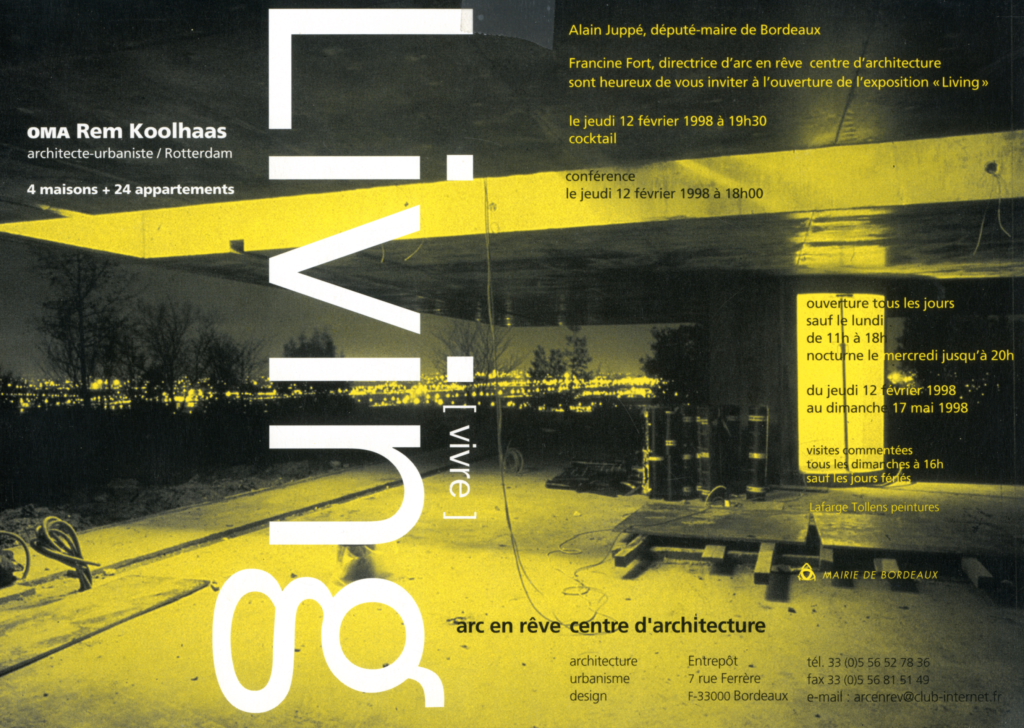 Living
[ vivre ]
OMA Rem Koolhaas
architecte-urbaniste / Rotterdam
4 maisons + 24 appartements
Alain Juppé, député-maire de Bordeaux
Francine Fort, directrice d'arc en rêve centre d'architecture
sont heureux de vous inviter à l'ouverture de l'exposition « Living »
le jeudi 12 février 1998 à 19h30
cocktail
conférence
le jeudi 12 février 1998 à 18h00
ouverture tous les jours
sauf le lundi
de 11h à 18h
nocturne le mercredi jusqu'à 20h
du jeudi 12 février 1998
au dimanche 17 mai 1998
visites commentées
tous les dimanches à 16h
sauf les jours fériés
Lafarge Tollens peintures
MAIRIE DE BORDEAUX
arc en rêve centre d'architecture
architecture
urbanisme
design
Entrepôt
7 rue Ferrère
F-33000 Bordeaux
tél. 33 (0)5 56 52 78 36
fax 33 (0)5 56 81 51 49
e-mail : arcenrev@club-internet.fr